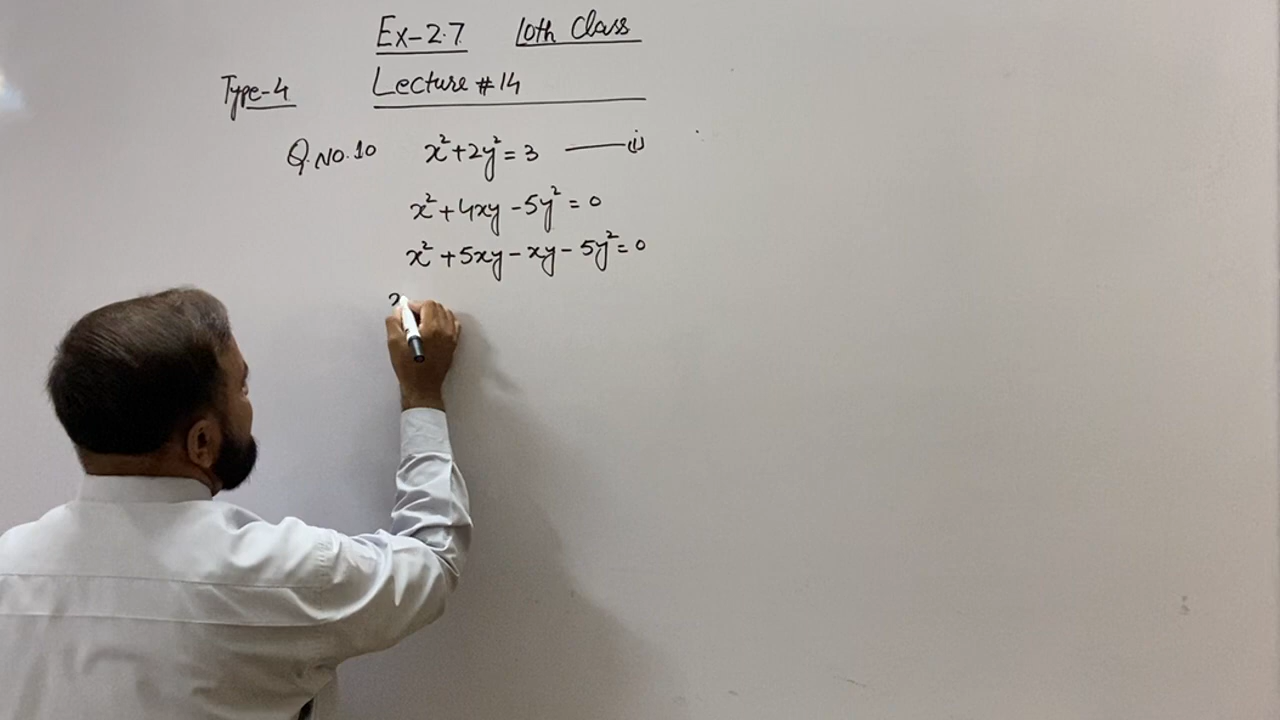 Ex-2.7 10th Class
Type-4 Lecture #14
Q.No.10 x²+2y²=3 ——(i)
x²+4xy-5y²=0
x²+5xy-xy-5y²=0